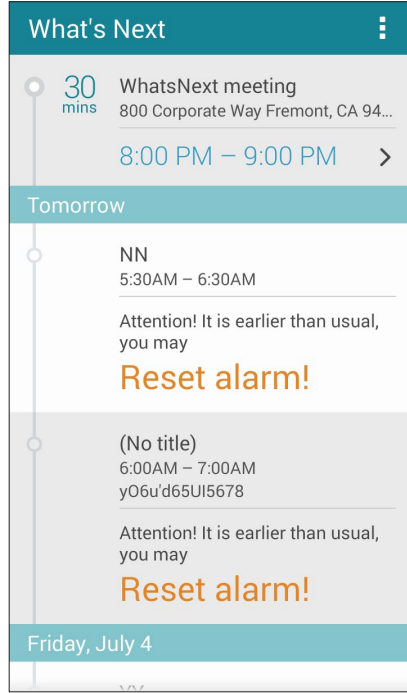 What's Next
30 mins
WhatsNext meeting
800 Corporate Way Fremont, CA 94...
8:00 PM – 9:00 PM
Tomorrow
NN
5:30AM – 6:30AM
Attention! It is earlier than usual,
you may
Reset alarm!
(No title)
6:00AM – 7:00AM
yO6u'd65UI5678
Attention! It is earlier than usual,
you may
Reset alarm!
Friday, July 4